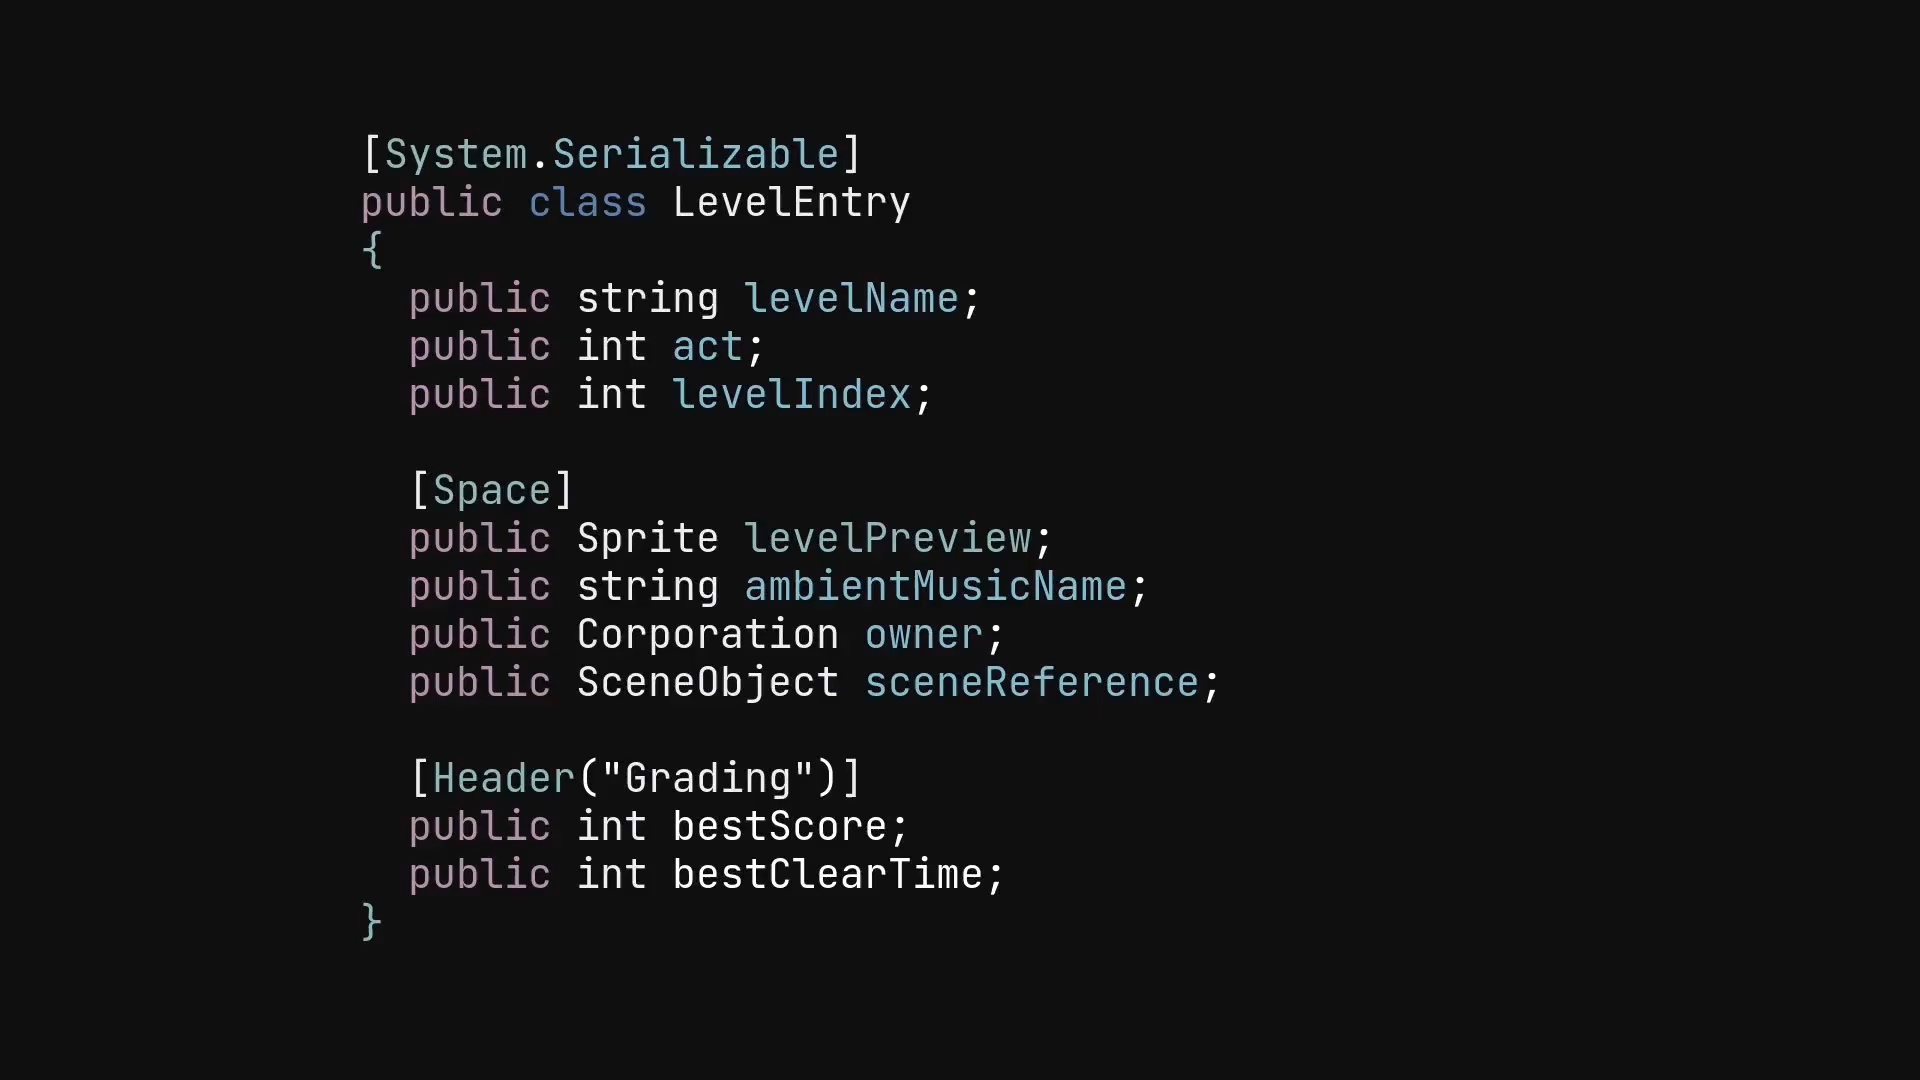 [System.Serializable]
public class LevelEntry
{
  public string levelName;
  public int act;
  public int levelIndex;

  [Space]
  public Sprite levelPreview;
  public string ambientMusicName;
  public Corporation owner;
  public SceneObject sceneReference;

  [Header("Grading")]
  public int bestScore;
  public int bestClearTime;
}